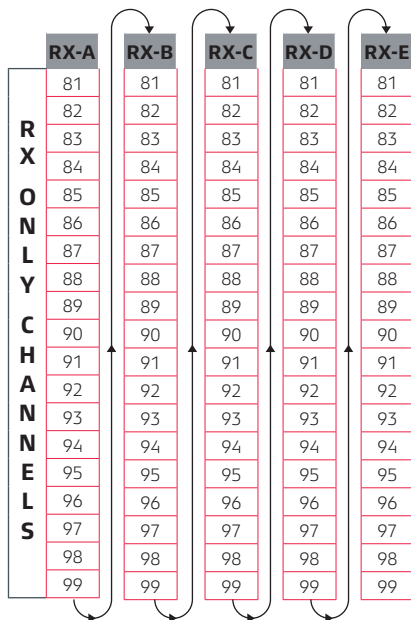 RX-A RX-B RX-C RX-D RX-E
RX ONLY CHANNELS
81 81 81 81 81
82 82 82 82 82
83 83 83 83 83
84 84 84 84 84
85 85 85 85 85
86 86 86 86 86
87 87 87 87 87
88 88 88 88 88
89 89 89 89 89
90 90 90 90 90
91 91 91 91 91
92 92 92 92 92
93 93 93 93 93
94 94 94 94 94
95 95 95 95 95
96 96 96 96 96
97 97 97 97 97
98 98 98 98 98
99 99 99 99 99